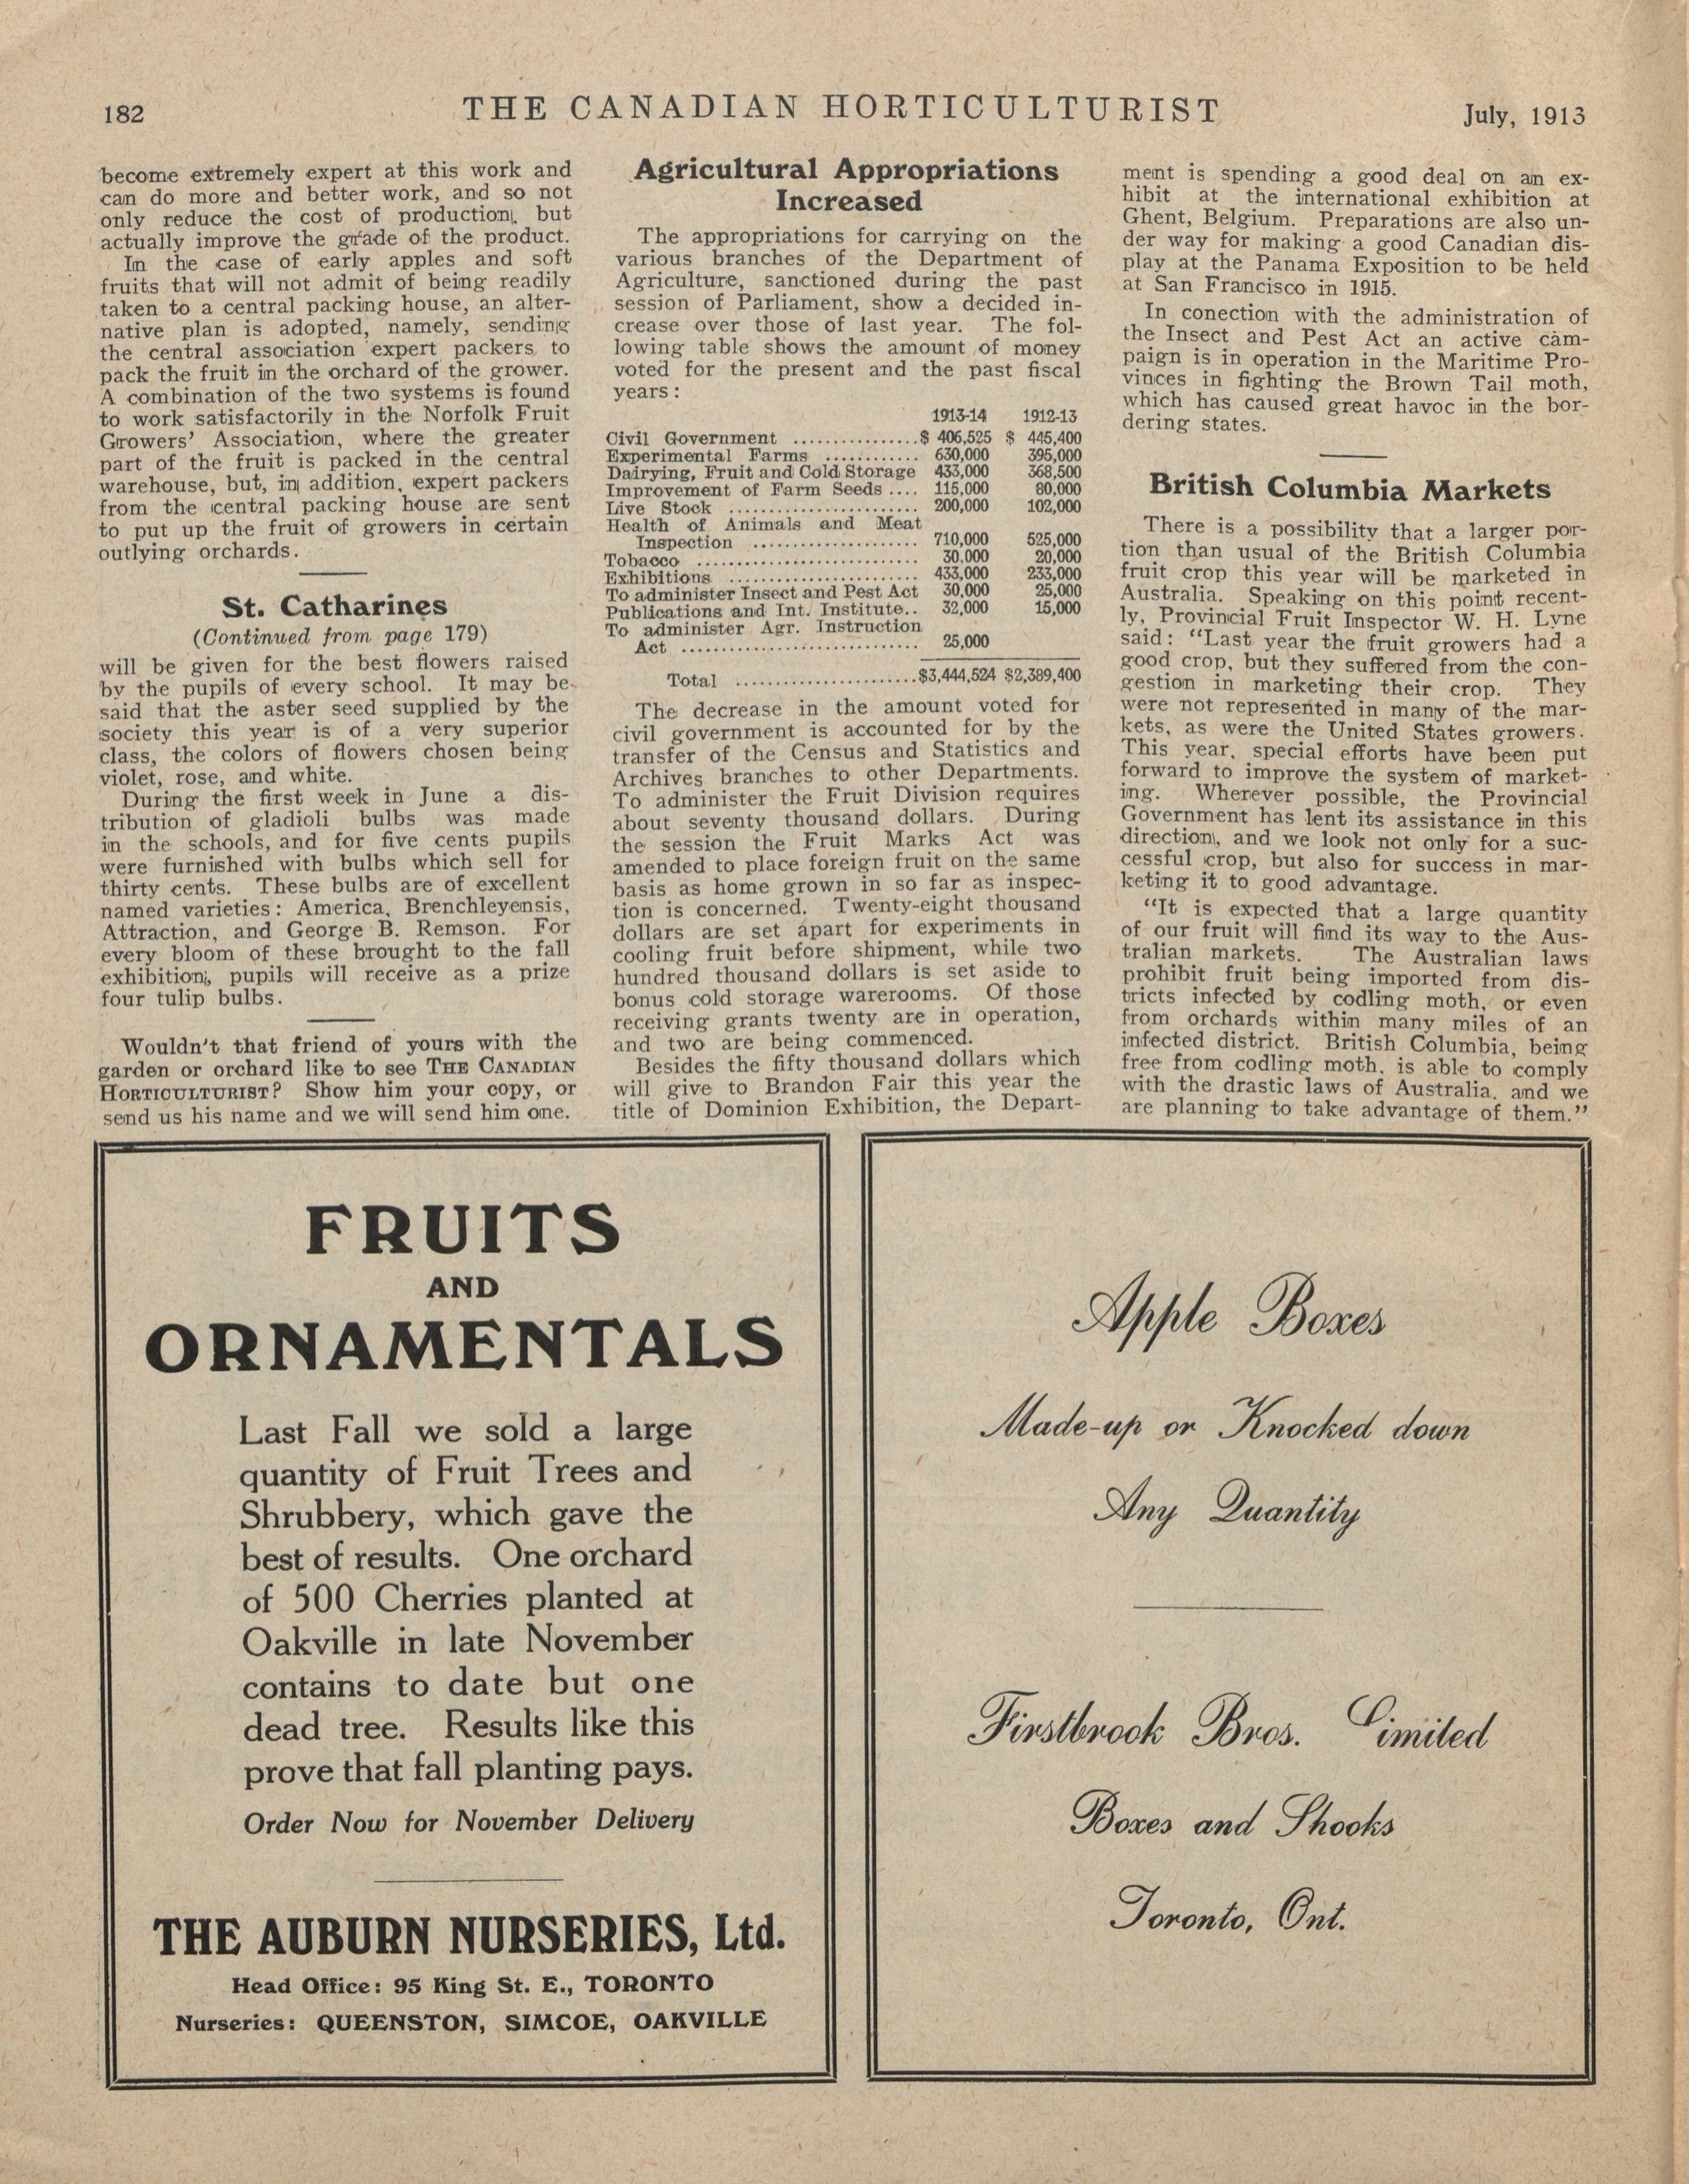 182
THE CANADIAN HORTICULTURIST
July, 1913
become extremely expert at this work and
can do more and better work, and so not
only reduce the cost of production, but
actually improve the grade of the product.
In the case of early apples and soft
fruits that will not admit of being readily
taken to a central packing house, an alter-
native plan is adopted, namely, sending
the central association expert packers to
pack the fruit in the orchard of the grower.
A combination of the two systems is found
to work satisfactorily in the Norfolk Fruit
Growers' Association, where the greater
part of the fruit is packed in the central
warehouse, but, in addition, expert packers
from the central packing house are sent
to put up the fruit of growers in certain
outlying orchards.
St. Catharines
(Continued from page 179)
will be given for the best flowers raised
by the pupils of every school. It may be
said that the aster seed supplied by the
society this year is of a very superior
class, the colors of flowers chosen being
violet, rose, and white.
During the first week in June a dis-
tribution of gladioli bulbs was made
in the schools, and for five cents pupils
were furnished with bulbs which sell for
thirty cents. These bulbs are of excellent
named varieties: America, Brenchleyensis,
Attraction, and George B. Remson. For
every bloom of these brought to the fall
exhibition, pupils will receive as a prize
four tulip bulbs.
Wouldn't that friend of yours with the
garden or orchard like to see THE CANADIAN
HORTICULTURIST? Show him your copy, or
send us his name and we will send him one.
Agricultural Appropriations
Increased
The appropriations for carrying on the
various branches of the Department of
Agriculture, sanctioned during the past
session of Parliament, show a decided in-
crease over those of last year. The fol-
lowing table shows the amount of money
voted for the present and the past fiscal
years:
1913-14 1912-13
Civil Government ................$ 406,525 $ 445,400
Experimental Farms ............ 630,000 395,000
Dairying, Fruit and Cold Storage 433,000 368,500
Improvement of Farm Seeds .... 115,000 80,000
Live Stock ........................ 200,000 102,000
Health of Animals and Meat
Inspection ..................... 710,000 525,000
Tobacco ............................ 30,000 20,000
Exhibitions ........................ 433,000 233,000
To administer Insect and Pest Act 30,000 25,000
Publications and Int. Institute.. 32,000 15,000
To administer Agr. Instruction
Act .............................. 25,000
Total .......................$3,444,524 $2,389,400
The decrease in the amount voted for
civil government is accounted for by the
transfer of the Census and Statistics and
Archives branches to other Departments.
To administer the Fruit Division requires
about seventy thousand dollars. During
the session the Fruit Marks Act was
amended to place foreign fruit on the same
basis as home grown in so far as inspec-
tion is concerned. Twenty-eight thousand
dollars are set apart for experiments in
cooling fruit before shipment, while two
hundred thousand dollars is set aside to
bonus cold storage warerooms. Of those
receiving grants twenty are in operation,
and two are being commenced.
Besides the fifty thousand dollars which
will give to Brandon Fair this year the
title of Dominion Exhibition, the Depart-
ment is spending a good deal on an ex-
hibit at the international exhibition at
Ghent, Belgium. Preparations are also un-
der way for making a good Canadian dis-
play at the Panama Exposition to be held
at San Francisco in 1915.
In conection with the administration of
the Insect and Pest Act an active cam-
paign is in operation in the Maritime Pro-
vinces in fighting the Brown Tail moth,
which has caused great havoc in the bor-
dering states.
British Columbia Markets
There is a possibility that a larger por-
tion than usual of the British Columbia
fruit crop this year will be marketed in
Australia. Speaking on this point recent-
ly, Provincial Fruit Inspector W. H. Lyne
said: "Last year the fruit growers had a
good crop, but they suffered from the con-
gestion in marketing their crop. They
were not represented in many of the mar-
kets, as were the United States growers.
This year, special efforts have been put
forward to improve the system of market-
ing. Wherever possible, the Provincial
Government has lent its assistance in this
direction, and we look not only for a suc-
cessful crop, but also for success in mar-
keting it to good advantage.
"It is expected that a large quantity
of our fruit will find its way to the Aus-
tralian markets. The Australian laws
prohibit fruit being imported from dis-
tricts infected by codling moth, or even
from orchards within many miles of an
infected district. British Columbia, being
free from codling moth, is able to comply
with the drastic laws of Australia, and we
are planning to take advantage of them."
FRUITS
AND
ORNAMENTALS
Last Fall we sold a large
quantity of Fruit Trees and
Shrubbery, which gave the
best of results. One orchard
of 500 Cherries planted at
Oakville in late November
contains to date but one
dead tree. Results like this
prove that fall planting pays.
Order Now for November Delivery
THE AUBURN NURSERIES, Ltd.
Head Office: 95 King St. E., TORONTO
Nurseries: QUEENSTON, SIMCOE, OAKVILLE
Apple Boxes
Made-up or Knocked down
Any Quantity
Firstbrook Bros. Limited
Boxes and Shooks
Toronto, Ont.